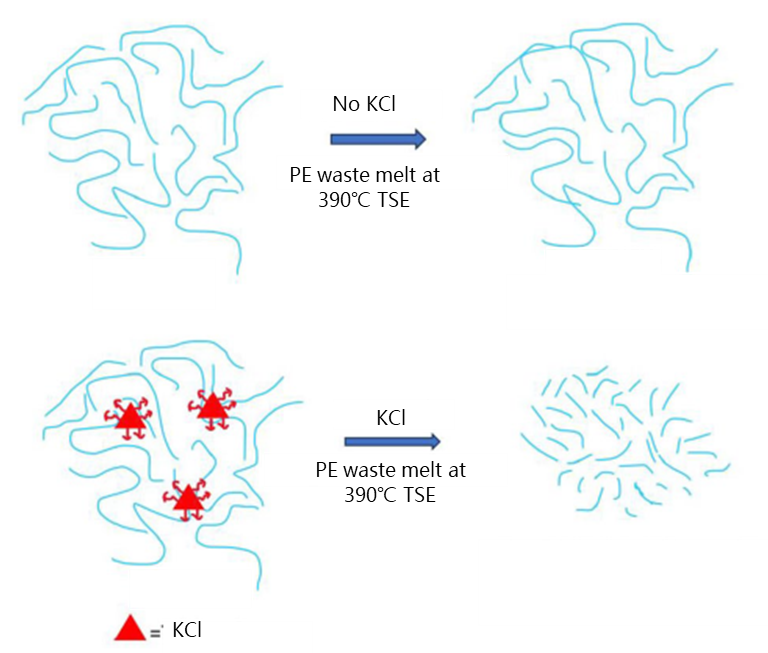 No KCl
PE waste melt at
390°C TSE
KCl
PE waste melt at
390°C TSE
= KCl